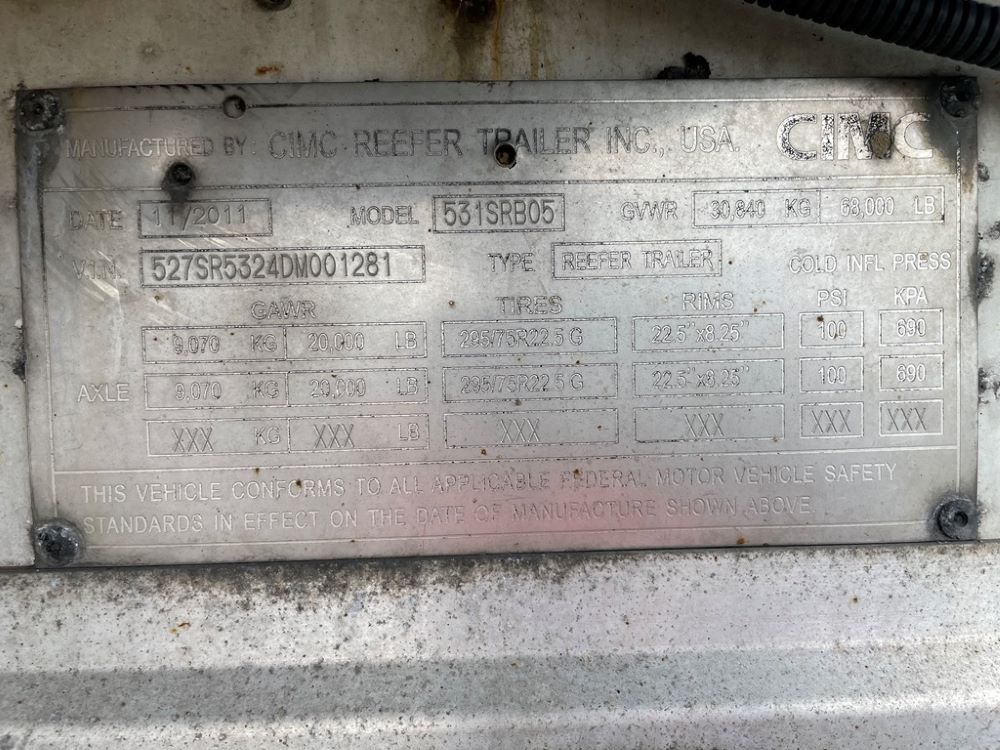 MANUFACTURED BY: CIMC REEFER TRAILER INC., USA. CIMC
DATE 11/2011 MODEL 531SRB05 GVWR 30,840 KG 68,000 LB
V.I.N. 527SR5324DM001281 TYPE REEFER TRAILER COLD INFL PRESS
GAWR TIRES RIMS PSI KPA
9,070 KG 20,000 LB 295/75R22.5 G 22.5"x8.25" 100 690
AXLE 9,070 KG 20,000 LB 295/75R22.5 G 22.5"x8.25" 100 690
XXX KG XXX LB XXX XXX XXX XXX
THIS VEHICLE CONFORMS TO ALL APPLICABLE FEDERAL MOTOR VEHICLE SAFETY
STANDARDS IN EFFECT ON THE DATE OF MANUFACTURE SHOWN ABOVE.